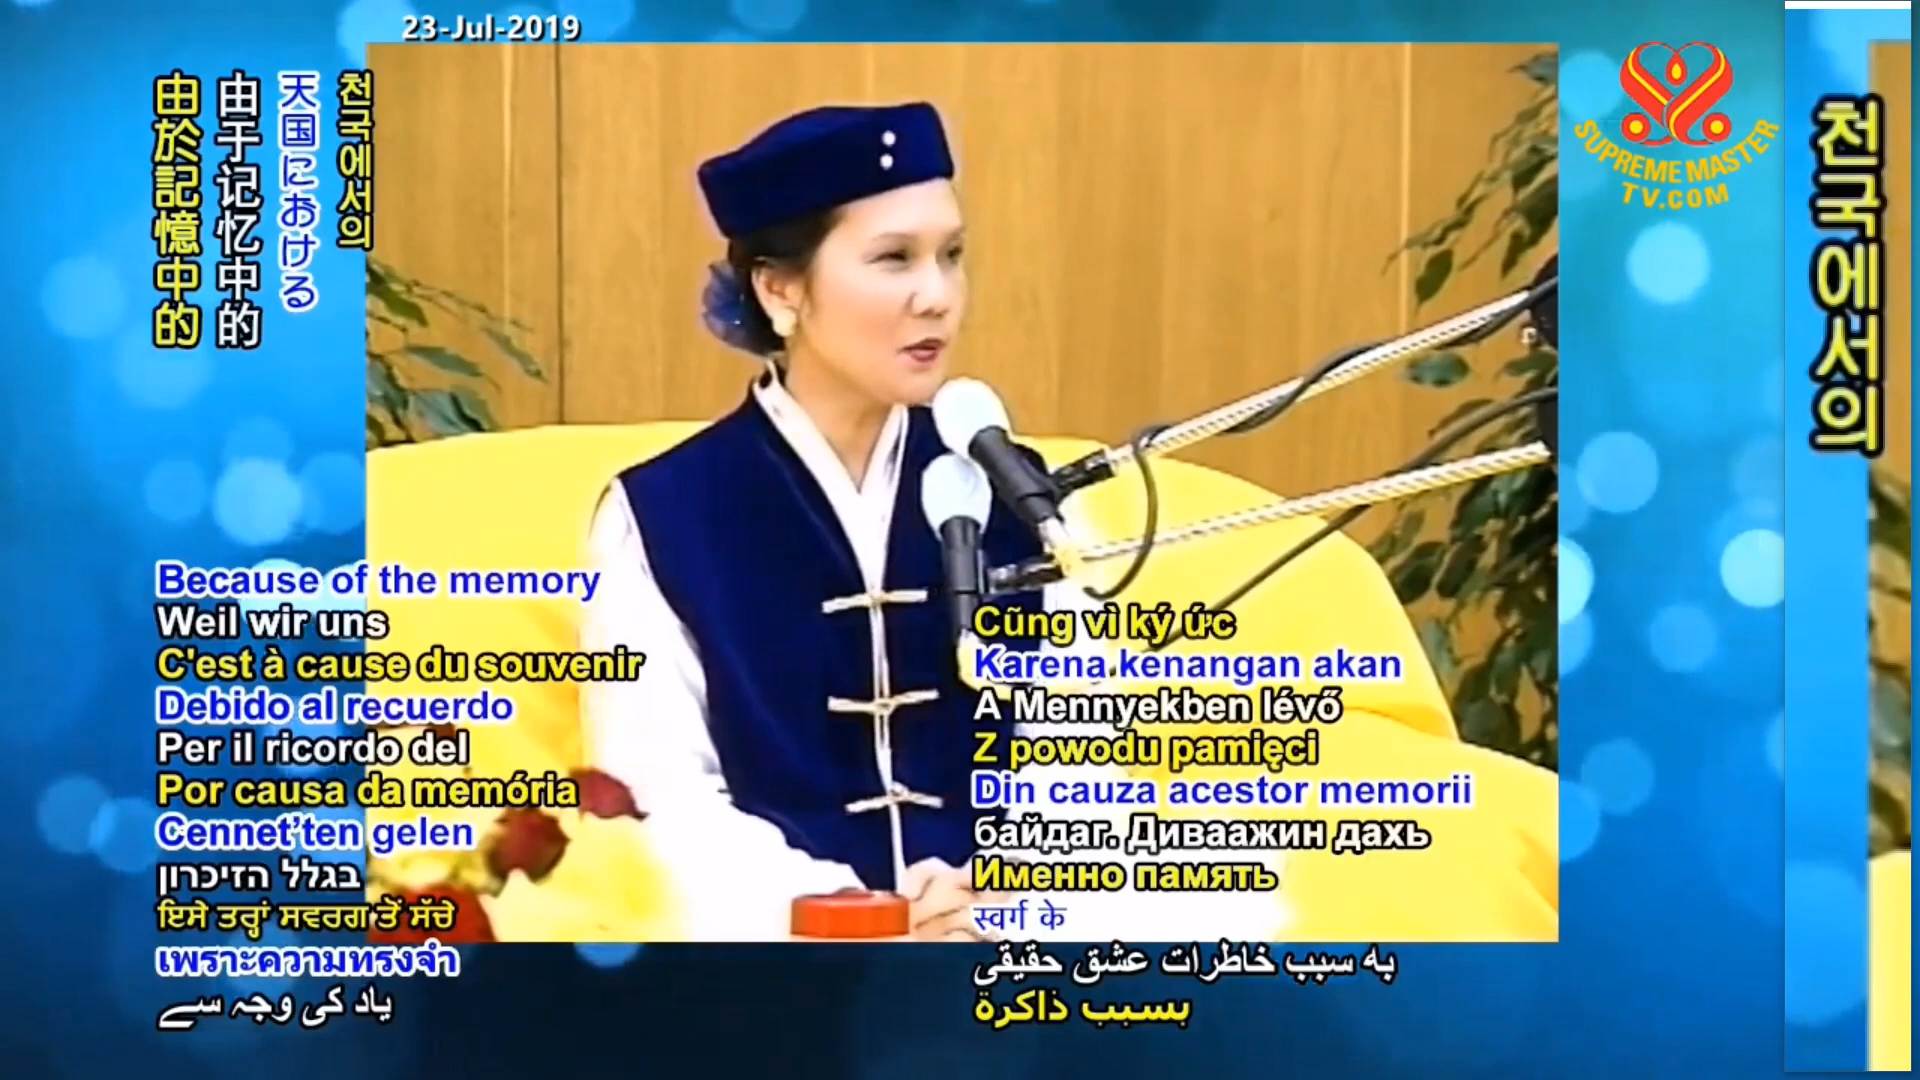 23-Jul-2019
천국에서의
天国における
由于记忆中的
由於記憶中的
SUPREME MASTER
TV.COM
천국에서의
Because of the memory
Weil wir uns
C'est à cause du souvenir
Debido al recuerdo
Per il ricordo del
Por causa da memória
Cennet’ten gelen
בגלל הזיכרון
ਇਸੇ ਤਰ੍ਹਾਂ ਸਵਰਗ ਤੋਂ ਸੱਚੇ
เพราะความทรงจำ
یاد کی وجہ سے
Cũng vì ký ức
Karena kenangan akan
A Mennyekben lévő
Z powodu pamięci
Din cauza acestor memorii
байдаг. Диваажин дахь
Именно память
स्वर्ग के
به سبب خاطرات عشق حقیقی
بسبب ذاكرة